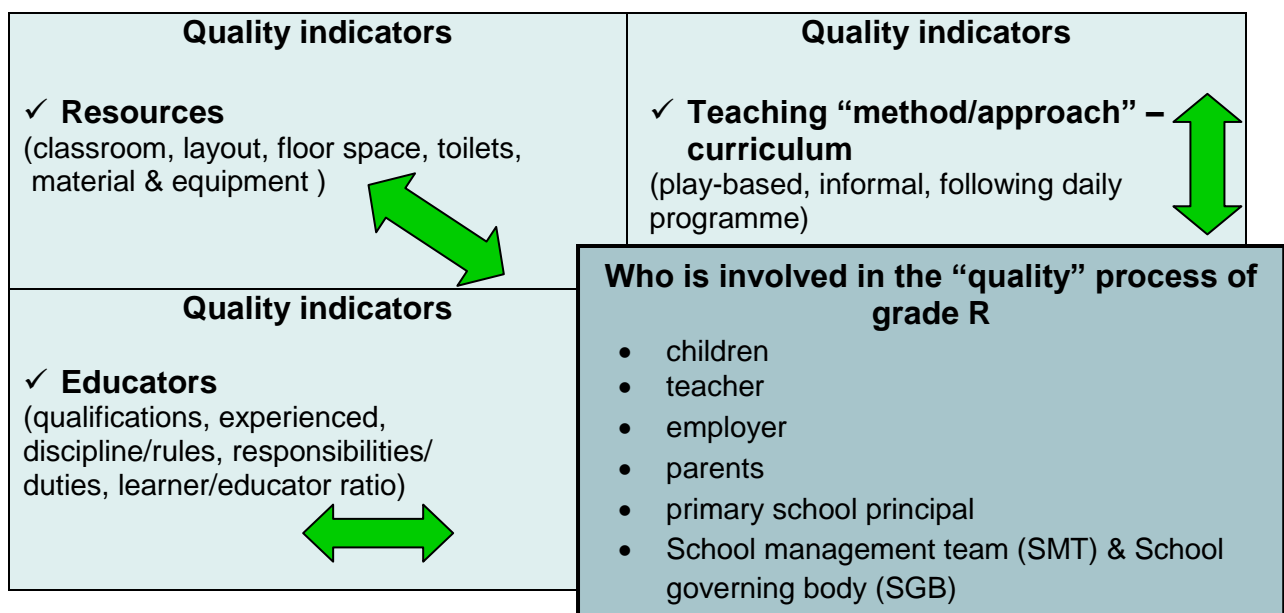 Quality indicators
✓ Resources
(classroom, layout, floor space, toilets,
material & equipment )
Quality indicators
✓ Teaching “method/approach” –
curriculum
(play-based, informal, following daily
programme)
Quality indicators
✓ Educators
(qualifications, experienced,
discipline/rules, responsibilities/
duties, learner/educator ratio)
Who is involved in the “quality” process of
grade R
• children
• teacher
• employer
• parents
• primary school principal
• School management team (SMT) & School
governing body (SGB)